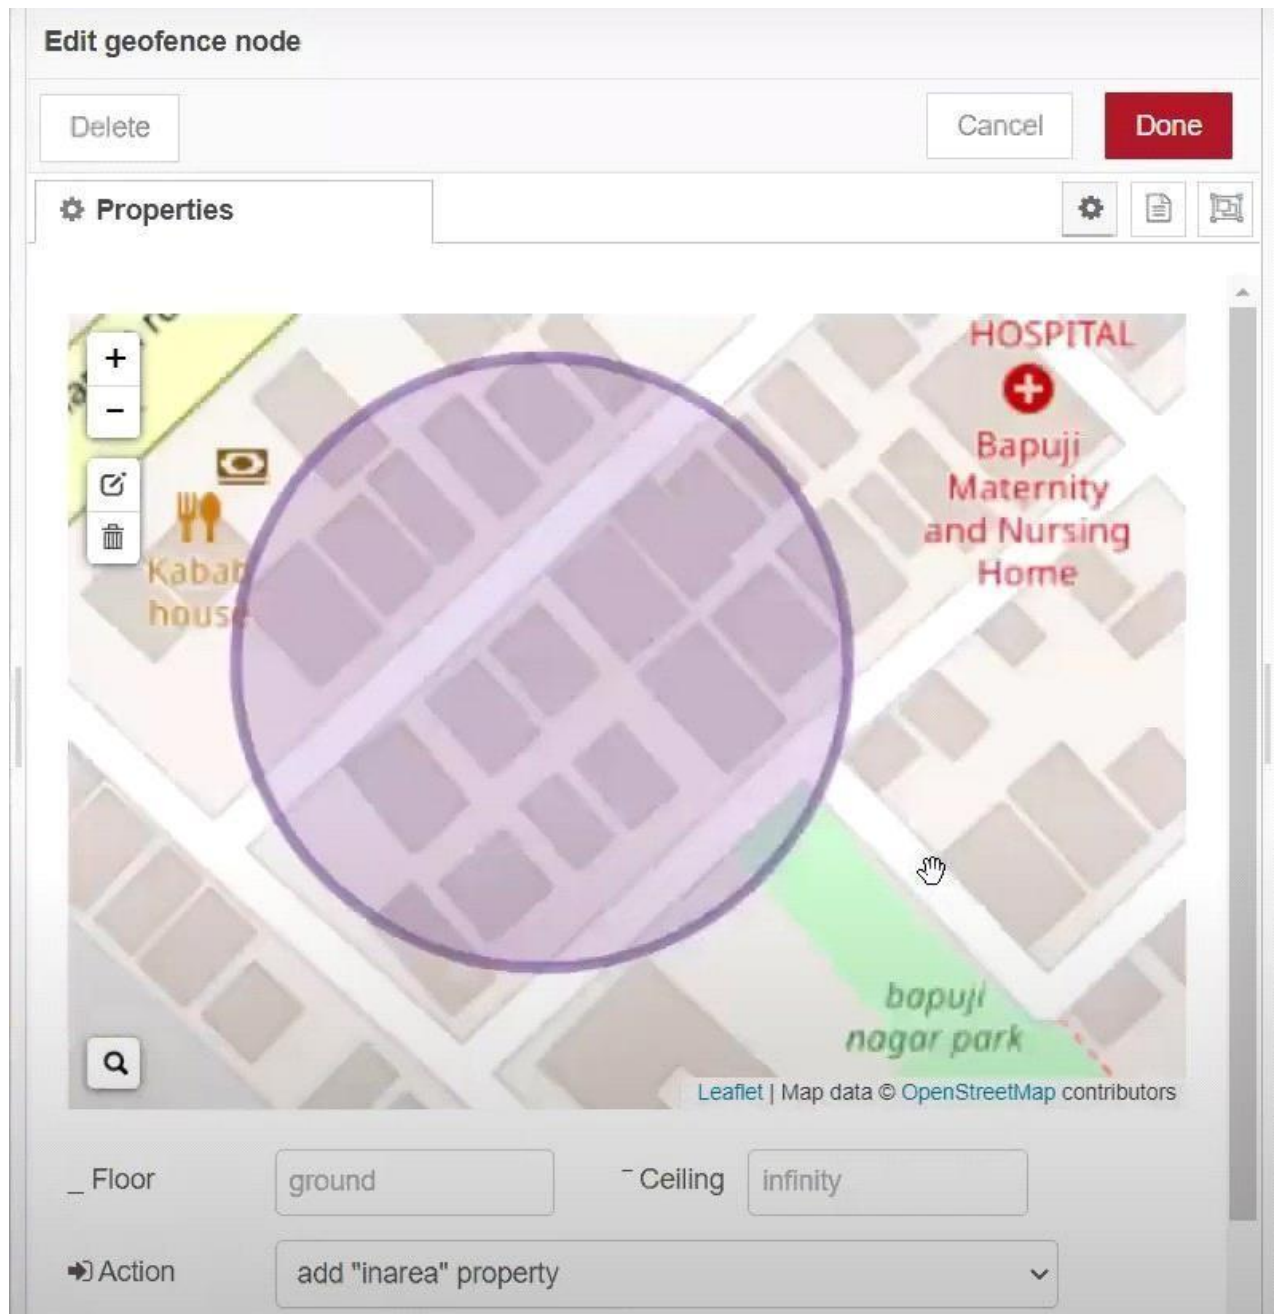 Edit geofence node
Delete
Cancel
Done
Properties
HOSPITAL
+
−
Bapuji
Maternity
and Nursing
Home
Kabab
house
bapuji
nagar park
Leaflet | Map data © OpenStreetMap contributors
Floor
ground
Ceiling
infinity
Action
add "inarea" property